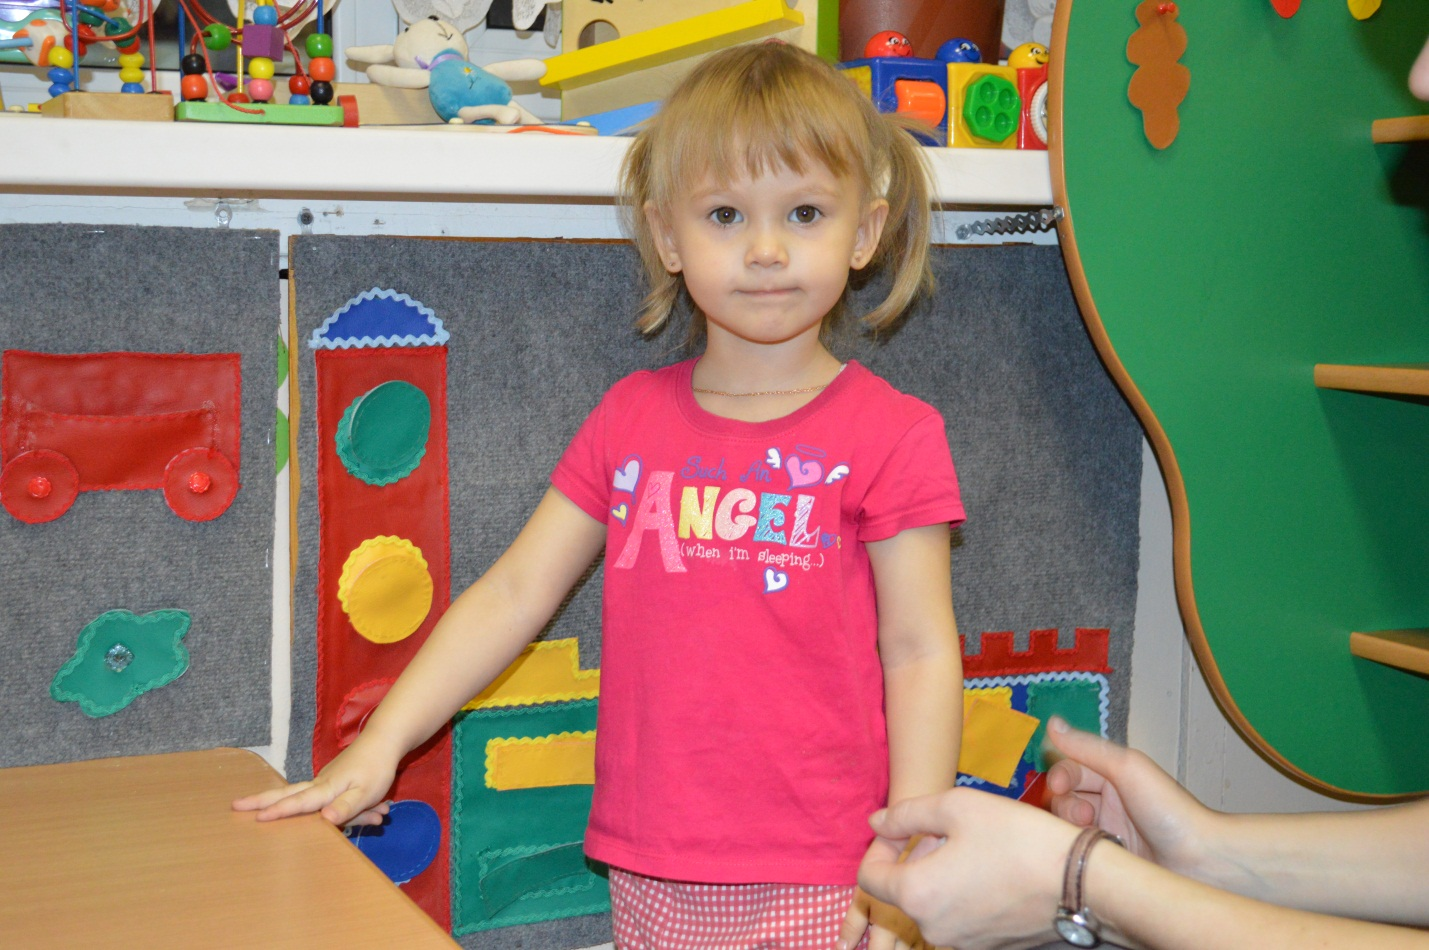 Such An
ANGEL...
(when i'm sleeping...)